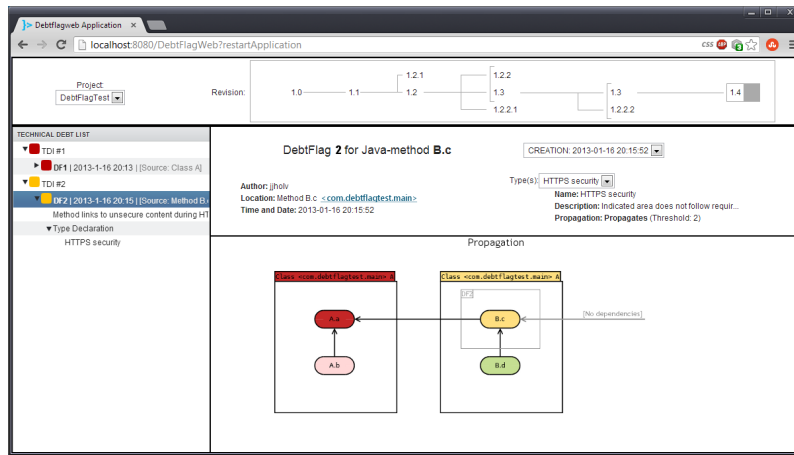 Debtflagweb Application ×
localhost:8080/DebtFlagWeb?restartApplication
css ABP
Project:
DebtFlagTest
Revision:
1.2.1 1.2.2
1.0 1.1 1.2 1.3 1.3 1.4
1.2.2.1 1.2.2.2
TECHNICAL DEBT LIST
TDI #1
DF1 | 2013-1-16 20:13 | [Source: Class A]
TDI #2
DF2 | 2013-1-16 20:15 | [Source: Method B.
Method links to unsecure content during HT
Type Declaration
HTTPS security
DebtFlag 2 for Java-method B.c
CREATION: 2013-01-16 20:15:52
Author: jjholv
Location: Method B.c <com.debtflagtest.main>
Time and Date: 2013-01-16 20:15:52
Type(s): HTTPS security
Name: HTTPS security
Description: Indicated area does not follow requir...
Propagation: Propagates (Threshold: 2)
Propagation
Class <com.debtflagtest.main> A
A.a
A.b
Class <com.debtflagtest.main> A
DF2
B.c
B.d
[No dependencies]